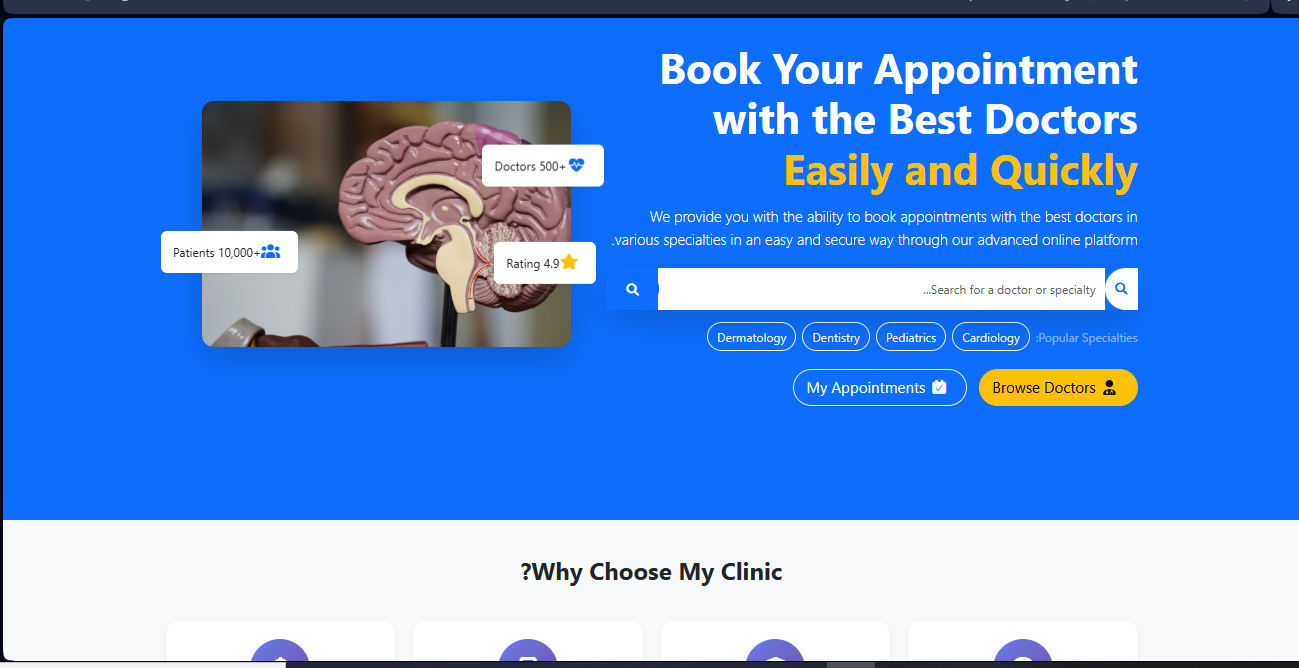 Book Your Appointment
with the Best Doctors
Easily and Quickly
We provide you with the ability to book appointments with the best doctors in
.various specialties in an easy and secure way through our advanced online platform
...Search for a doctor or specialty
Dermatology Dentistry Pediatrics Cardiology :Popular Specialties
My Appointments Browse Doctors
Doctors 500+
Patients 10,000+
Rating 4.9
?Why Choose My Clinic